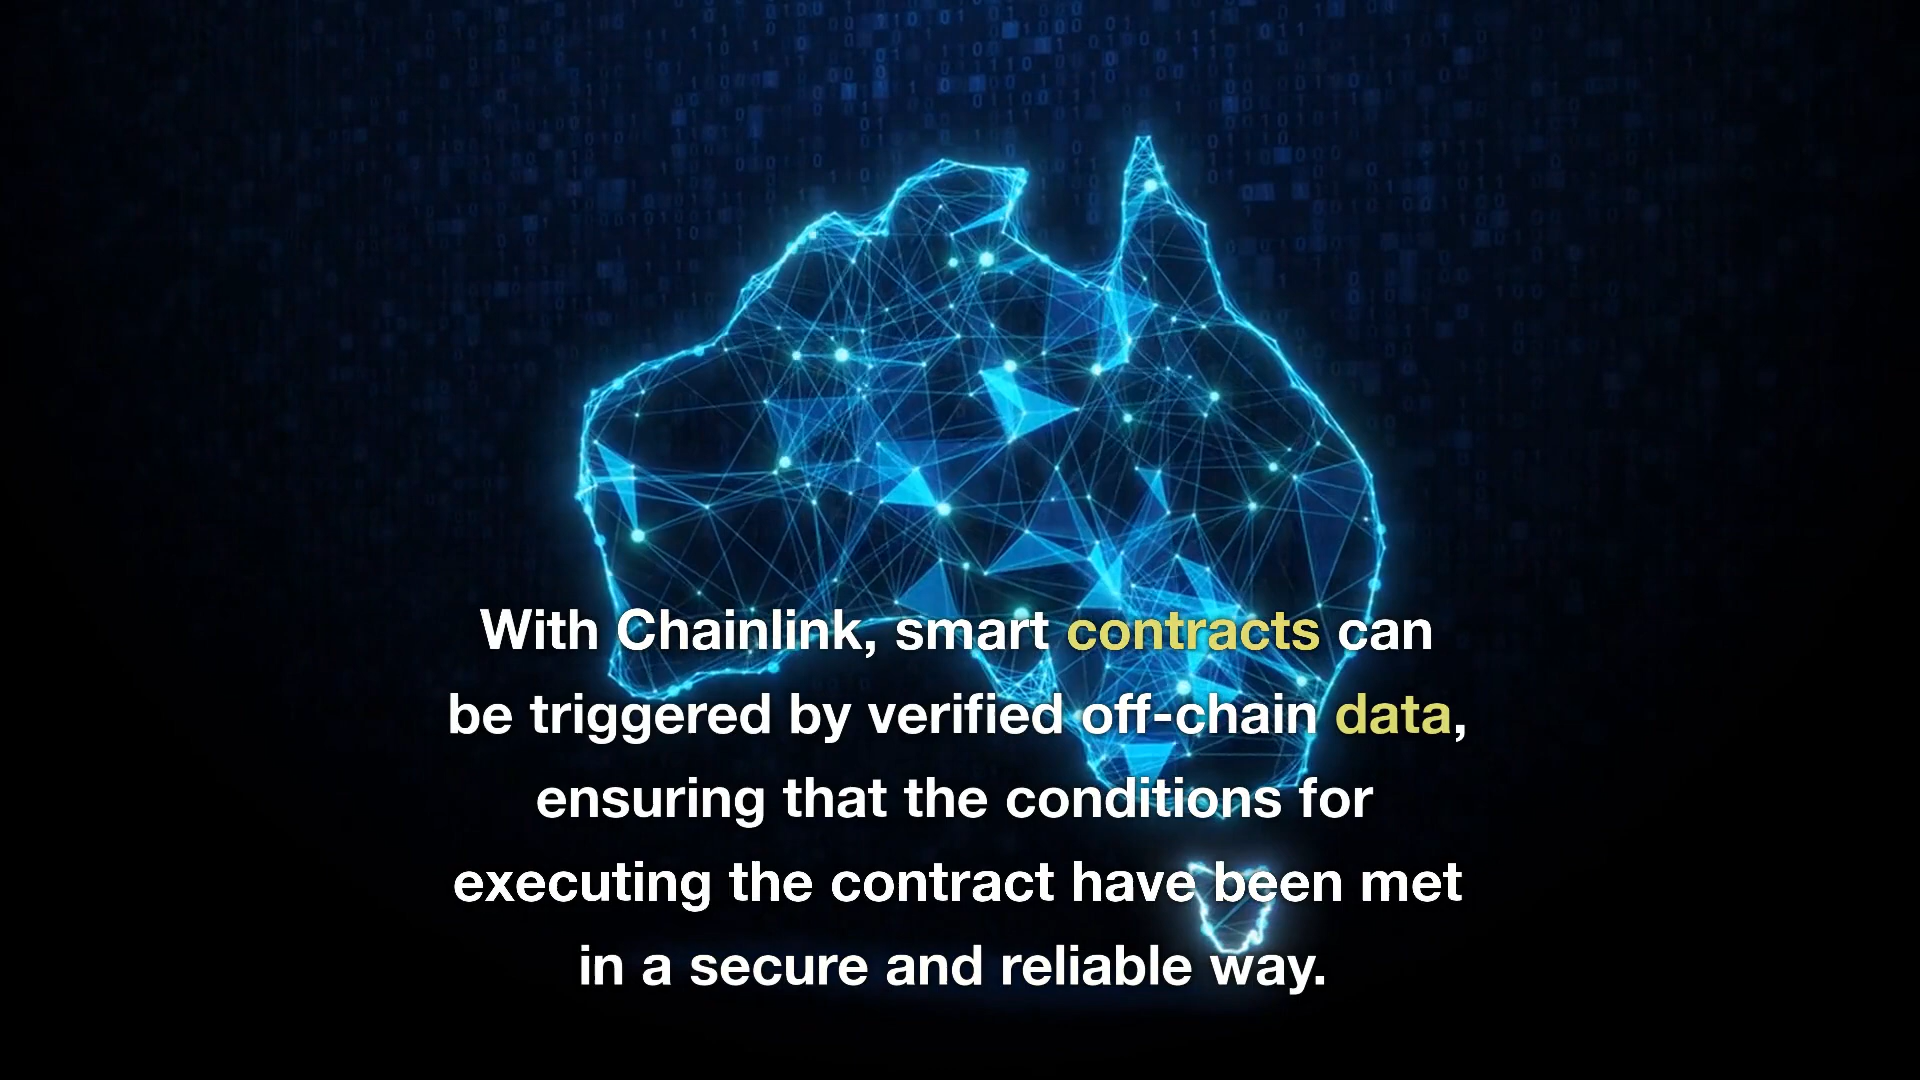 With Chainlink, smart contracts can
be triggered by verified off-chain data,
ensuring that the conditions for
executing the contract have been met
in a secure and reliable way.